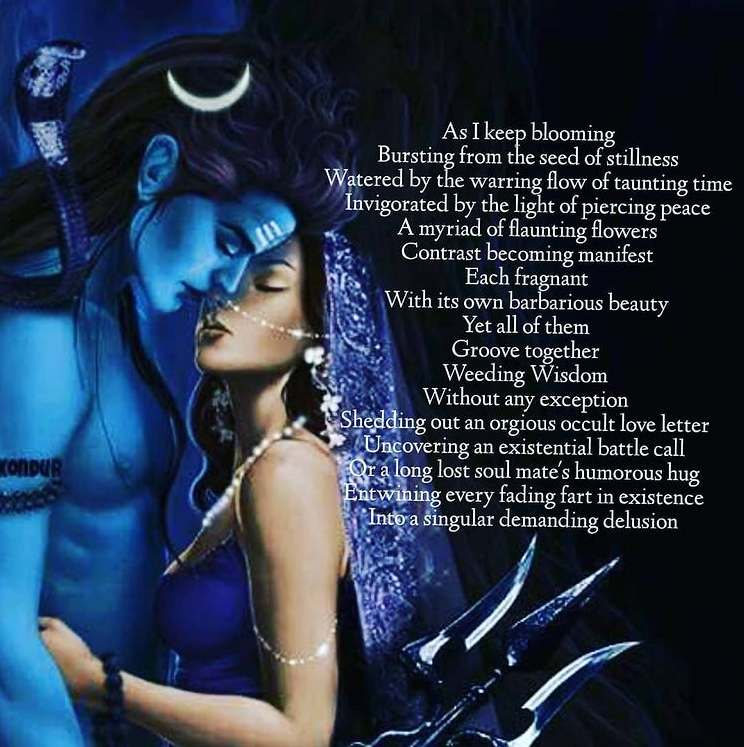 As I keep blooming
Bursting from the seed of stillness
Watered by the warring flow of taunting time
Invigorated by the light of piercing peace
A myriad of flaunting flowers
Contrast becoming manifest
Each fragnant
With its own barbarious beauty
Yet all of them
Groove together
Weeding Wisdom
Without any exception
Shedding out an orgious occult love letter
Uncovering an existential battle call
Or a long lost soul mate's humorous hug
Entwining every fading fart in existence
Into a singular demanding delusion